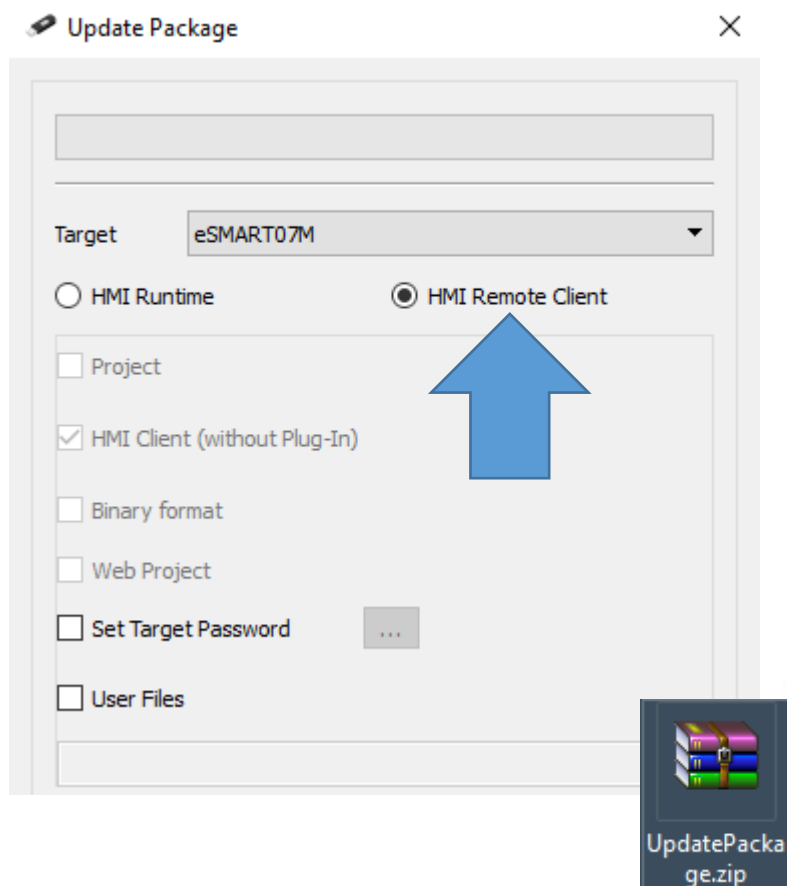 Update Package
Target eSMART07M
HMI Runtime HMI Remote Client
Project
HMI Client (without Plug-In)
Binary format
Web Project
Set Target Password ...
User Files
UpdatePacka
ge.zip